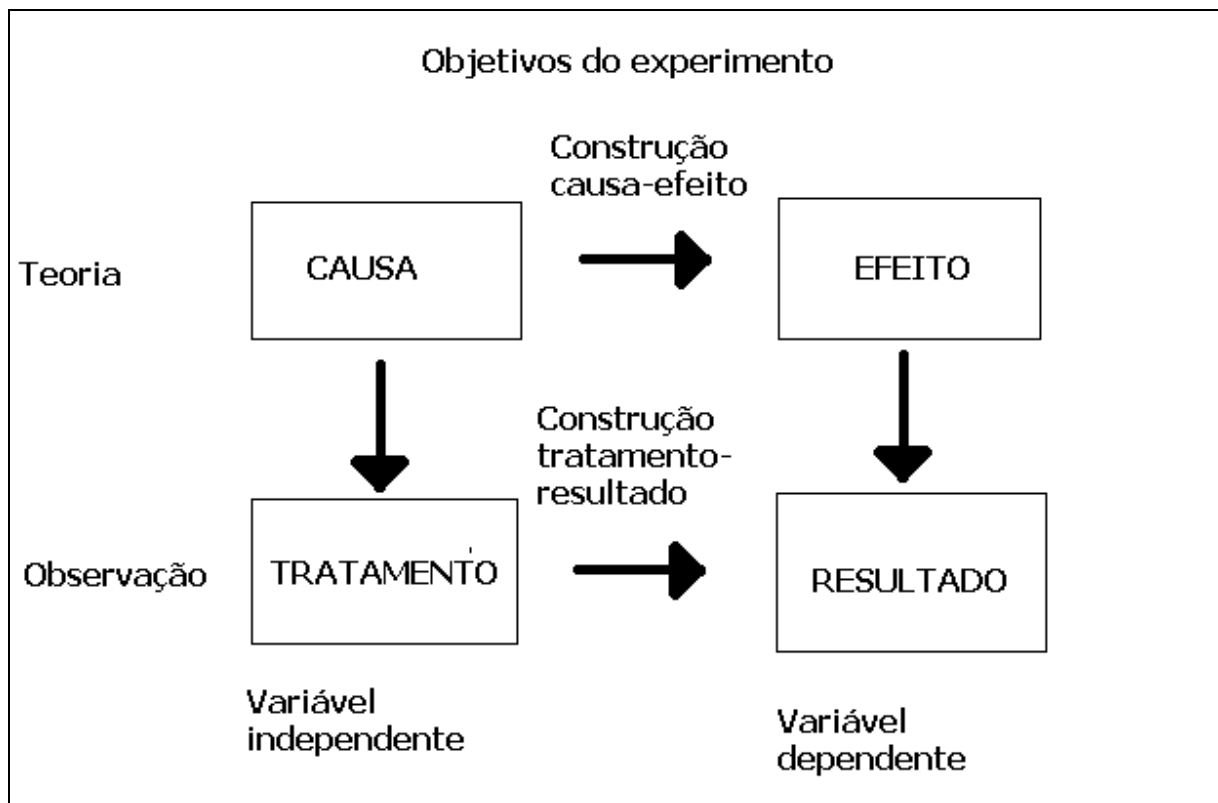 Objetivos do experimento
Construção
causa-efeito
Teoria
CAUSA
EFEITO
Construção
tratamento-
resultado
Observação
TRATAMENTO
RESULTADO
Variável
independente
Variável
dependente